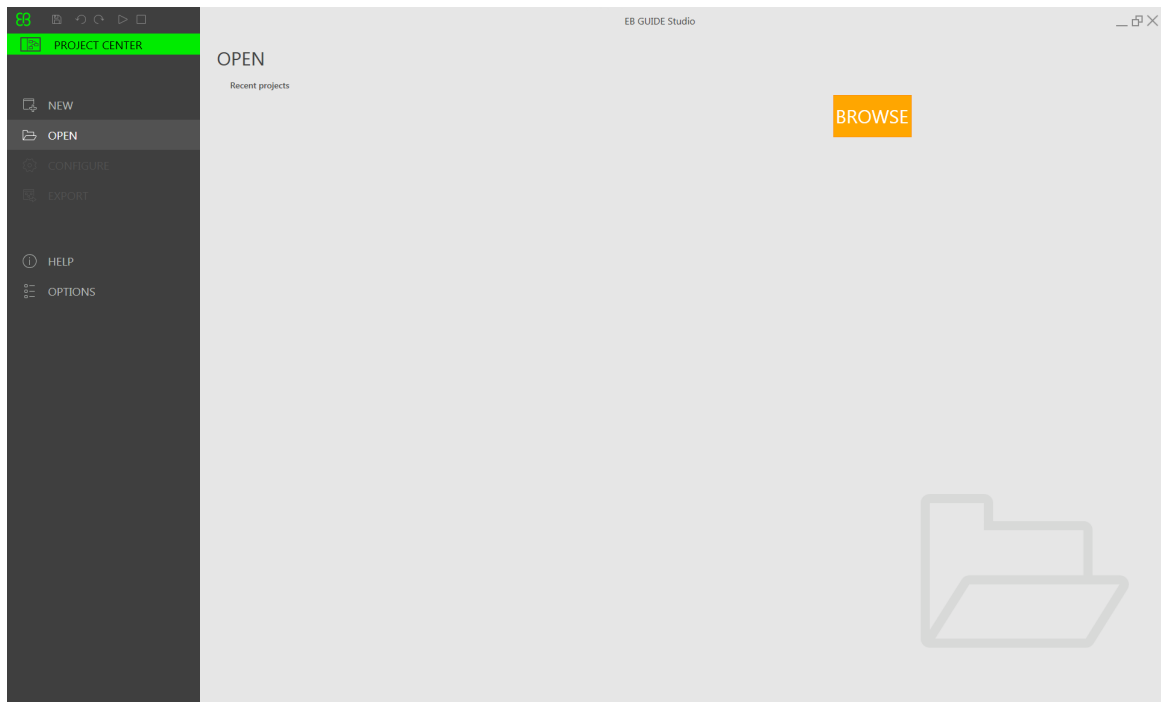 EB GUIDE Studio
PROJECT CENTER
NEW
OPEN
CONFIGURE
EXPORT
HELP
OPTIONS
OPEN
Recent projects
BROWSE